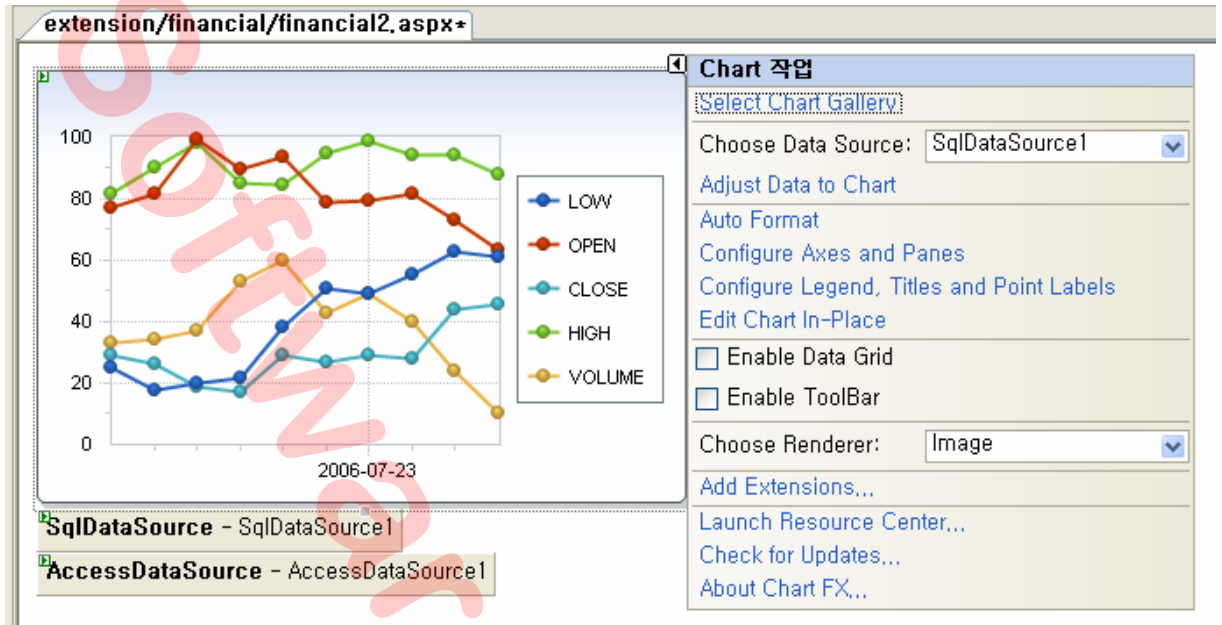 extension/financial/financial2.aspx*
100
80
60
40
20
0
2006-07-23
LOW
OPEN
CLOSE
HIGH
VOLUME
SqlDataSource - SqlDataSource1
AccessDataSource - AccessDataSource1
Chart 작업
Select Chart Gallery
Choose Data Source: SqlDataSource1
Adjust Data to Chart
Auto Format
Configure Axes and Panes
Configure Legend, Titles and Point Labels
Edit Chart In-Place
Enable Data Grid
Enable ToolBar
Choose Renderer: Image
Add Extensions...
Launch Resource Center...
Check for Updates...
About Chart FX...
Softwar